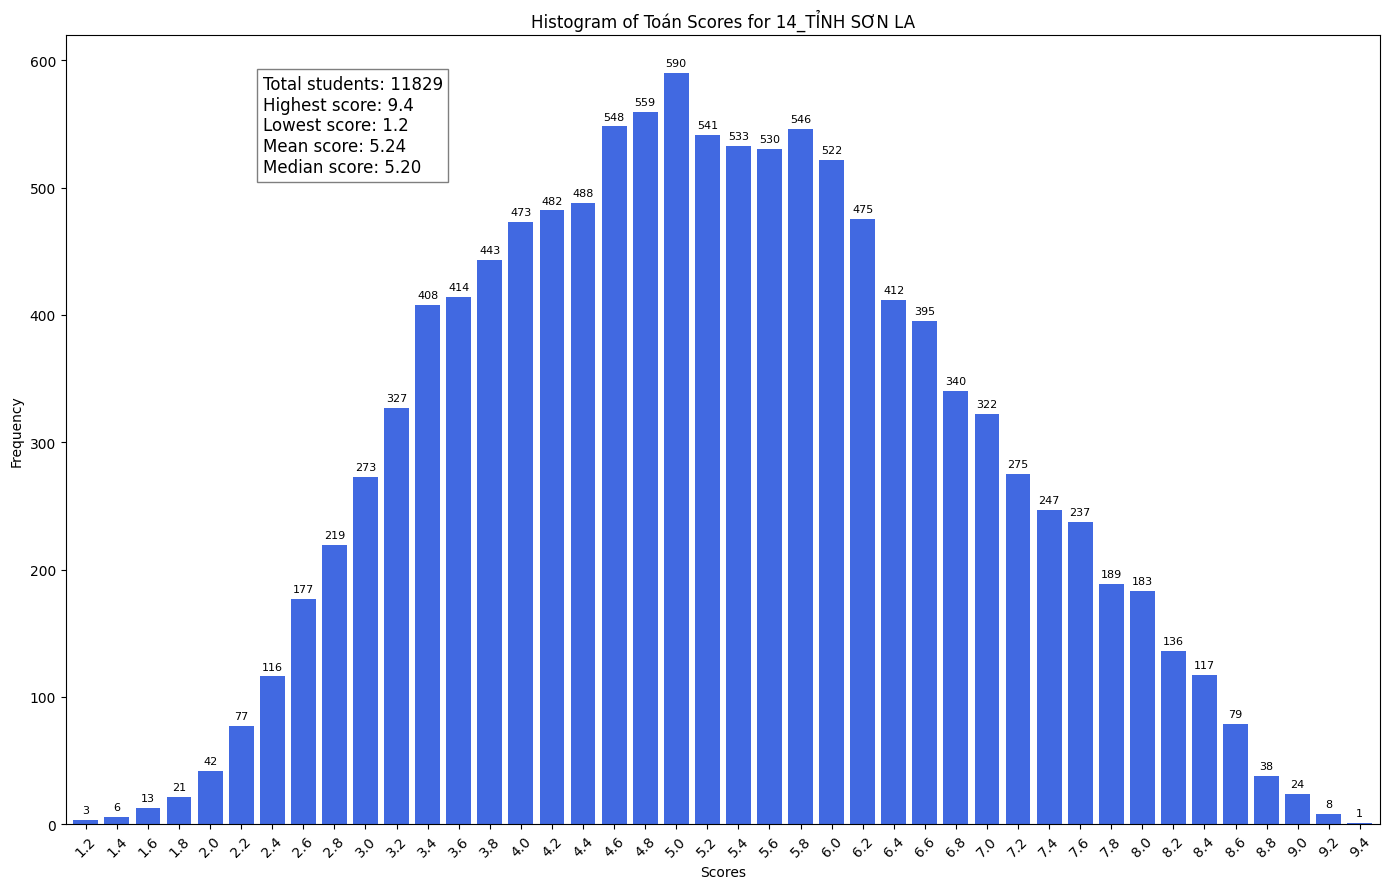 Histogram of Toán Scores for 14_TỈNH SƠN LA
Total students: 11829
Highest score: 9.4
Lowest score: 1.2
Mean score: 5.24
Median score: 5.20
Frequency
600
500
400
300
200
100
0
3 6 13 21 42 77 116 177 219 273 327 408 414 443 473 482 488 548 559 590 541 533 530 546 522 475 412 395 340 322 275 247 237 189 183 136 117 79 38 24 8 1
1.2 1.4 1.6 1.8 2.0 2.2 2.4 2.6 2.8 3.0 3.2 3.4 3.6 3.8 4.0 4.2 4.4 4.6 4.8 5.0 5.2 5.4 5.6 5.8 6.0 6.2 6.4 6.6 6.8 7.0 7.2 7.4 7.6 7.8 8.0 8.2 8.4 8.6 8.8 9.0 9.2 9.4
Scores